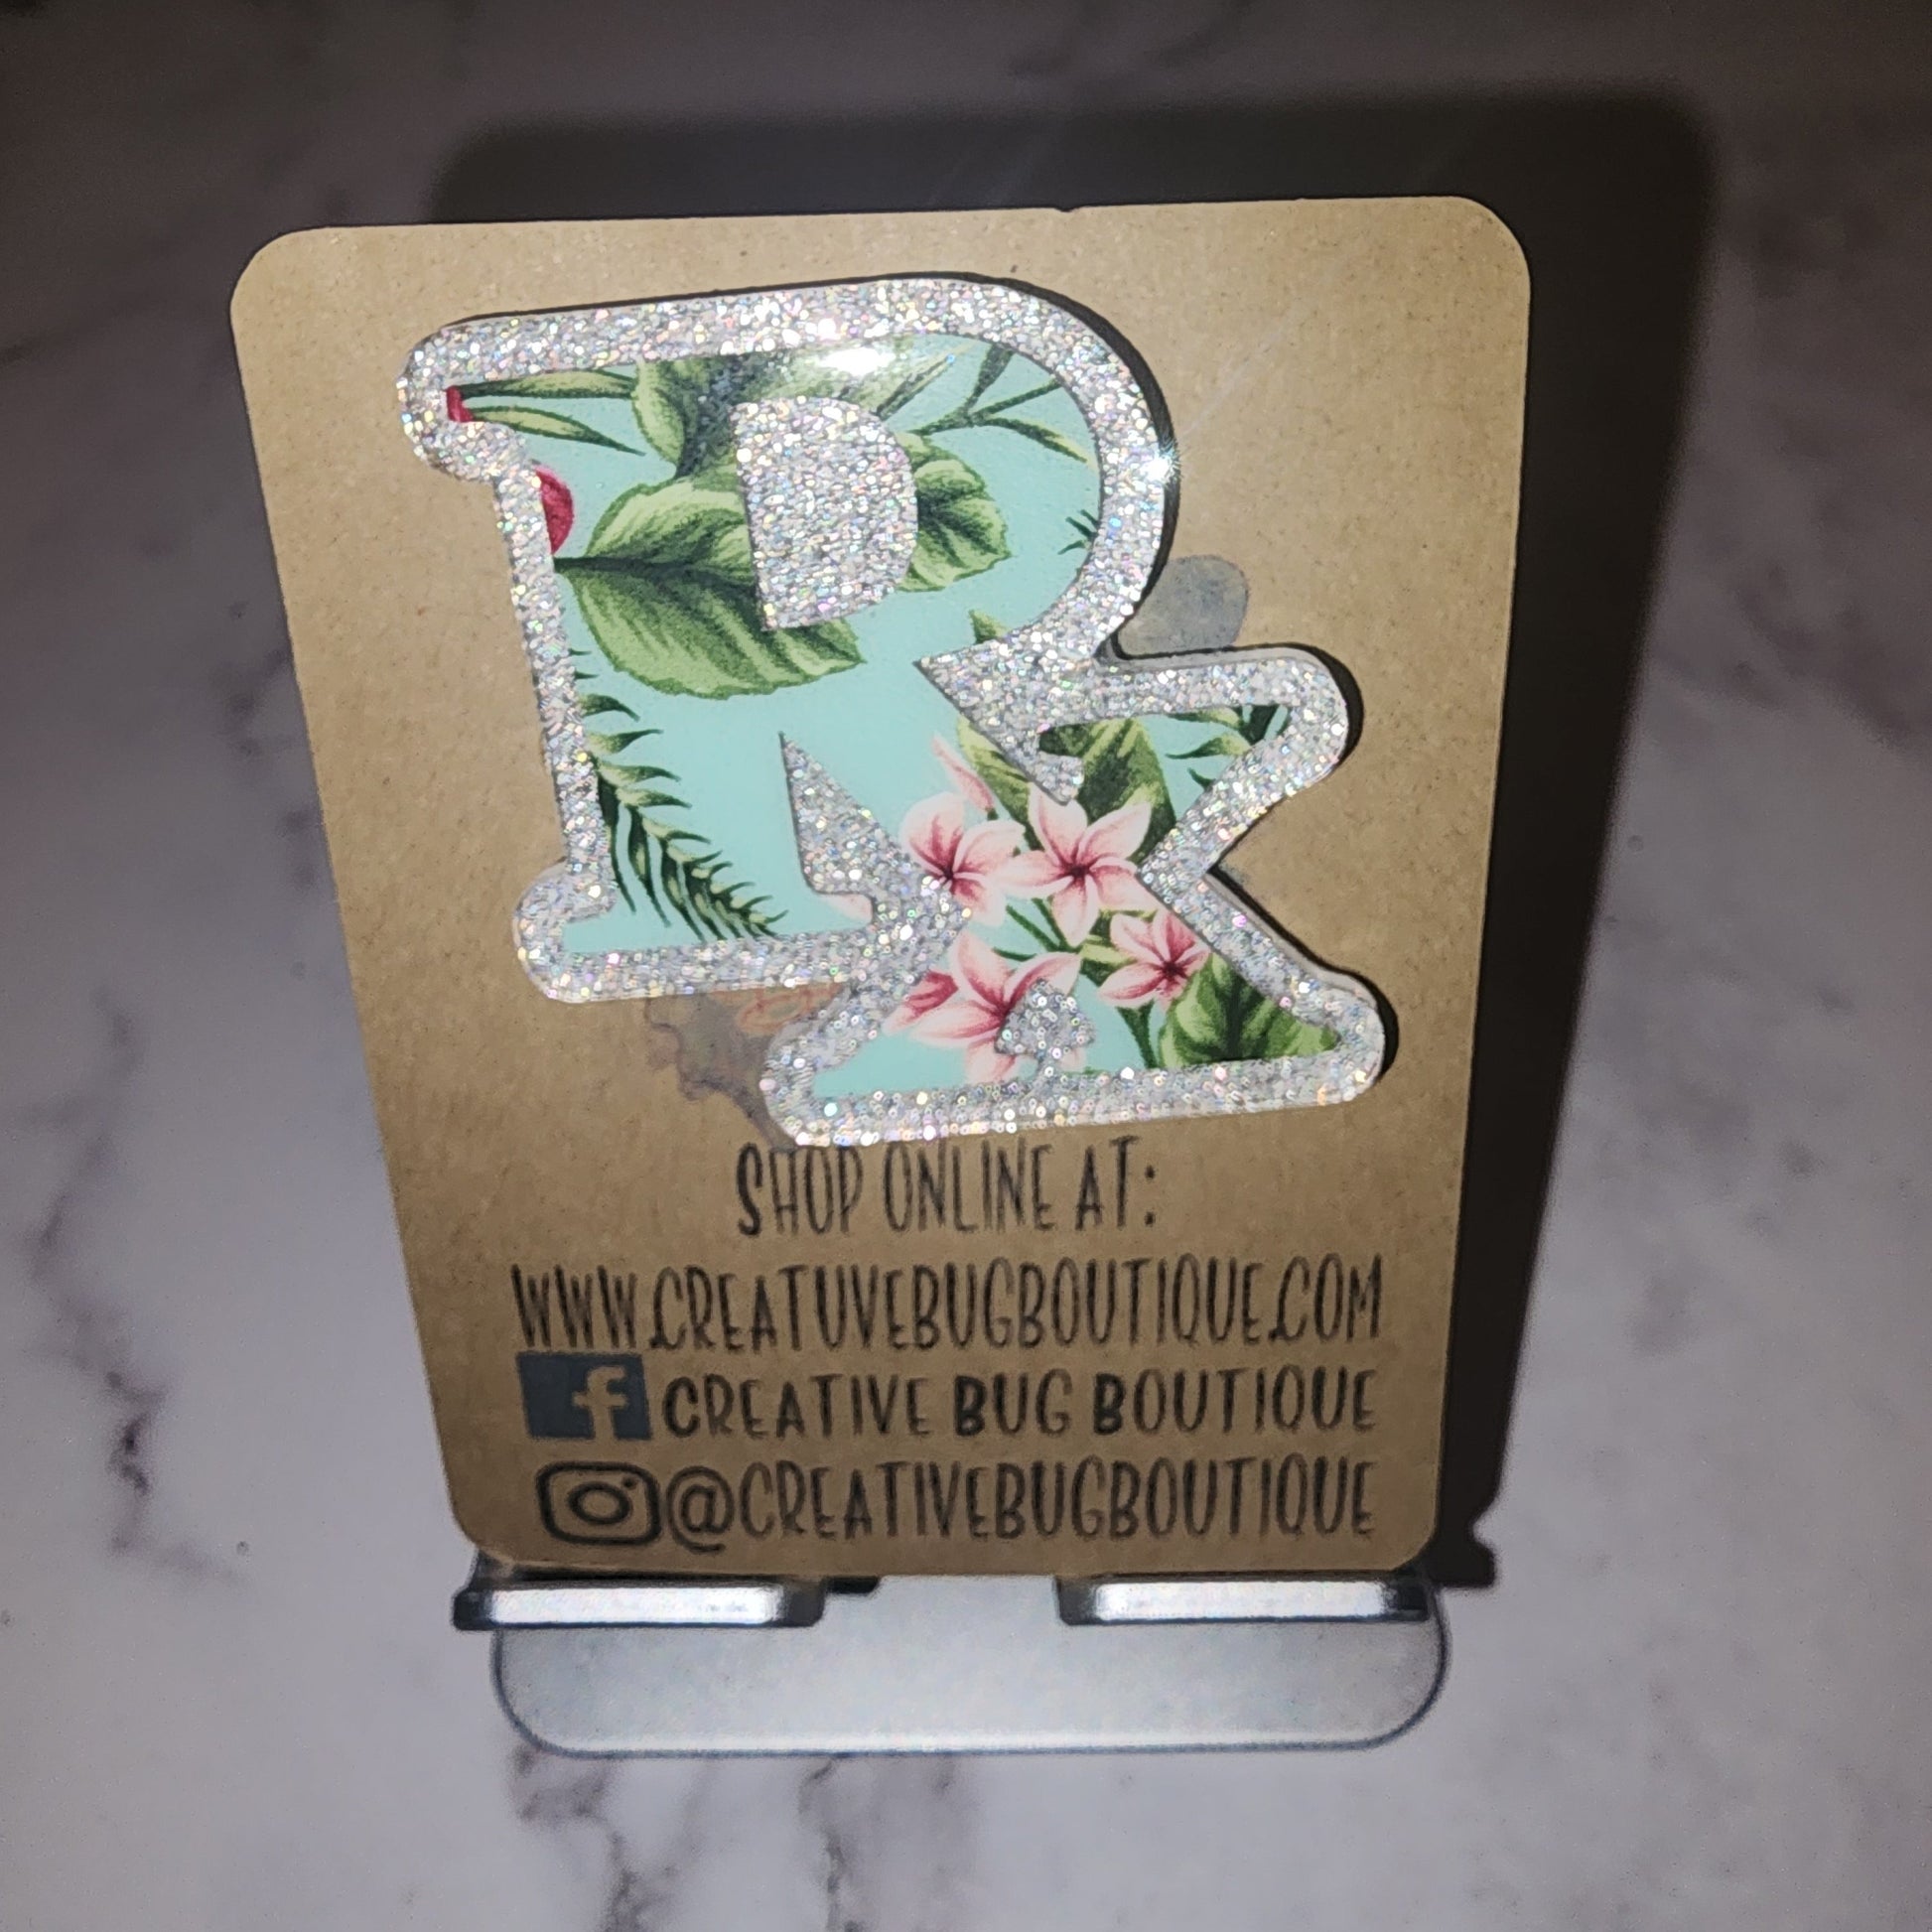 Rx
SHOP ONLINE AT:
WWW.CREATUVEBUGBOUTIQUE.COM
f CREATIVE BUG BOUTIQUE
@CREATIVEBUGBOUTIQUE